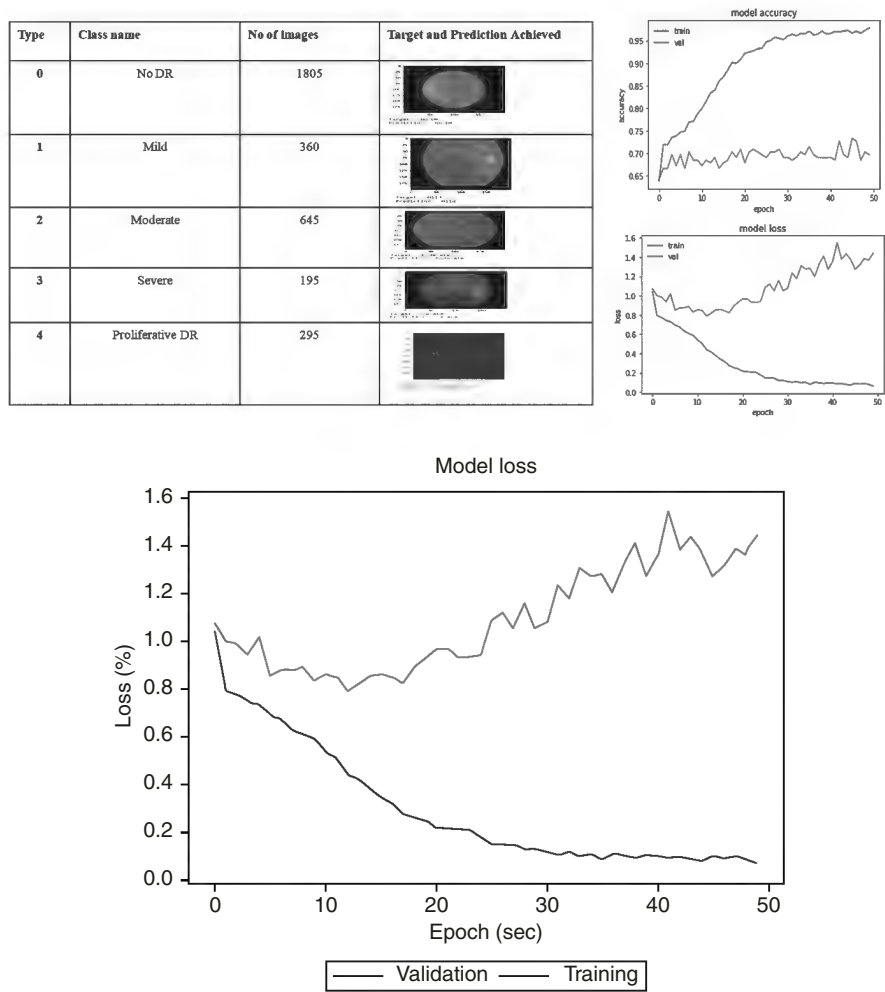 Type Class name No of images Target and Prediction Achieved
0 No DR 1805
1 Mild 360
2 Moderate 645
3 Severe 195
4 Proliferative DR 295
model accuracy
train
val
0.95
0.90
0.85
0.80
0.75
0.70
0.65
accuracy
0 10 20 30 40 50
epoch
model loss
train
val
1.6
1.4
1.2
1.0
0.8
0.6
0.4
0.2
0.0
loss
0 10 20 30 40 50
epoch
Model loss
1.6
1.4
1.2
1.0
0.8
0.6
0.4
0.2
0.0
Loss (%)
0 10 20 30 40 50
Epoch (sec)
Validation Training